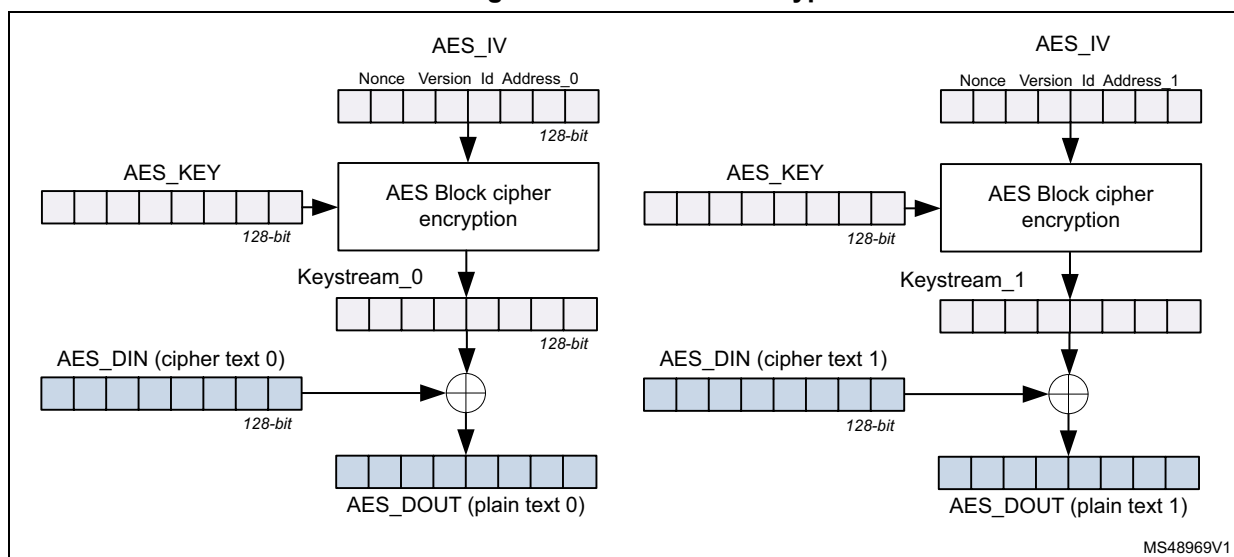 AES_IV
Nonce Version Id Address_0
128-bit
AES_KEY
128-bit
AES Block cipher
encryption
Keystream_0
128-bit
AES_DIN (cipher text 0)
128-bit
AES_DOUT (plain text 0)
AES_IV
Nonce Version Id Address_1
128-bit
AES_KEY
128-bit
AES Block cipher
encryption
Keystream_1
AES_DIN (cipher text 1)
128-bit
AES_DOUT (plain text 1)
MS48969V1